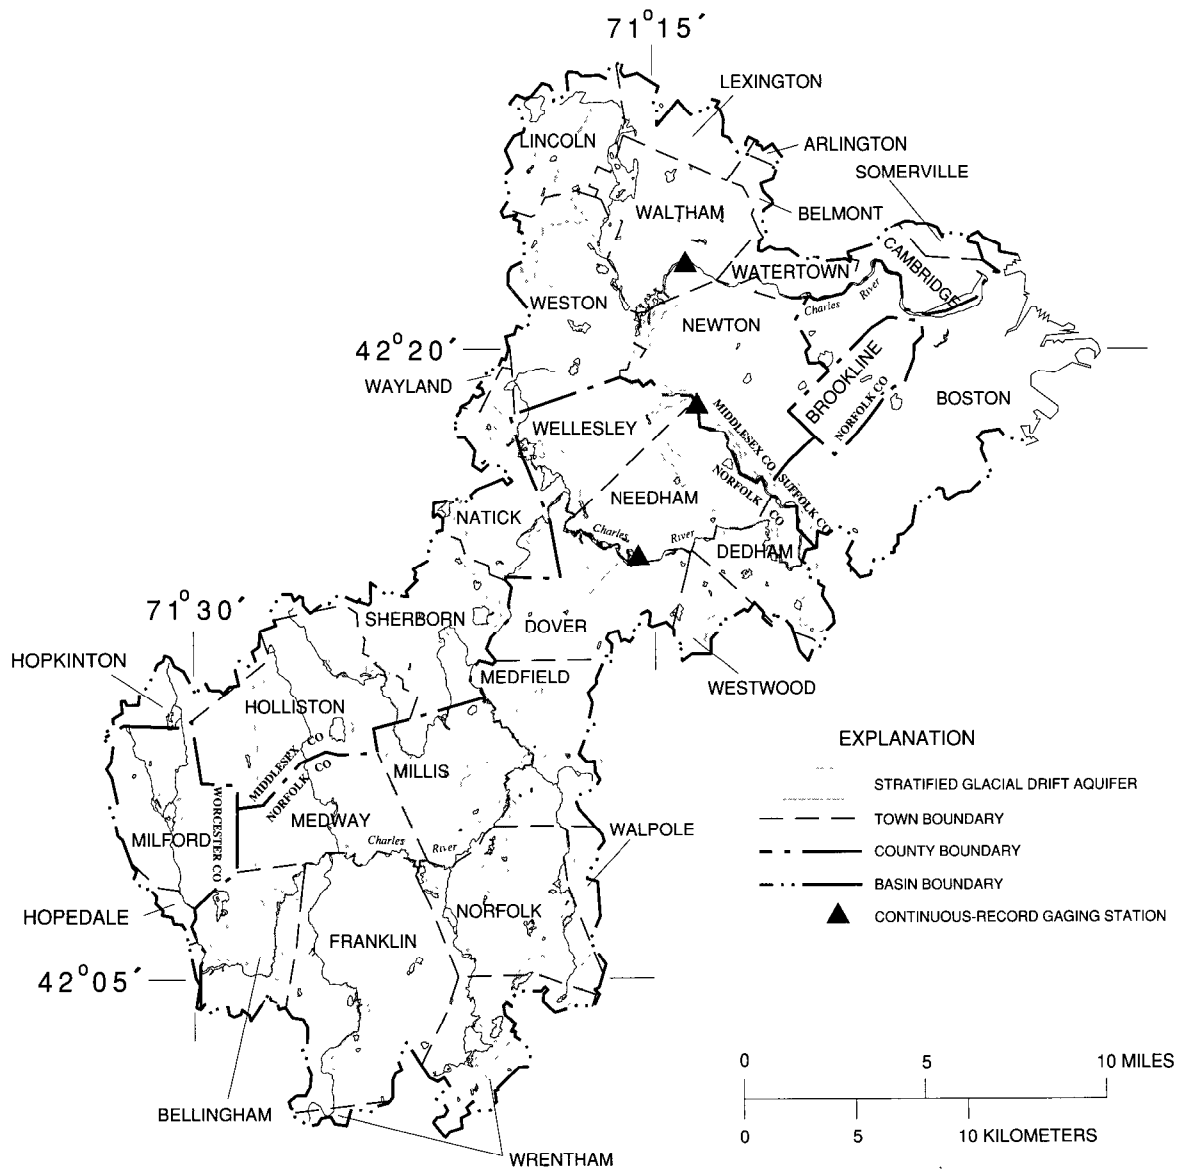 71°15′
LEXINGTON
LINCOLN
ARLINGTON
SOMERVILLE
WALTHAM
BELMONT
CAMBRIDGE
WATERTOWN
WESTON
Charles River
NEWTON
42°20′
WAYLAND
BROOKLINE
NORFOLK CO
BOSTON
WELLESLEY
MIDDLESEX CO
SUFFOLK CO
NORFOLK CO
NEEDHAM
NATICK
Charles River
DEDHAM
71°30′
SHERBORN
DOVER
HOPKINTON
MEDFIELD
WESTWOOD
HOLLISTON
EXPLANATION
MIDDLESEX CO
NORFOLK CO
MILLIS
STRATIFIED GLACIAL DRIFT AQUIFER
WORCESTER CO
MEDWAY
TOWN BOUNDARY
MILFORD
Charles River
WALPOLE
COUNTY BOUNDARY
BASIN BOUNDARY
HOPEDALE
NORFOLK
CONTINUOUS-RECORD GAGING STATION
FRANKLIN
42°05′
0 5 10 MILES
BELLINGHAM
0 5 10 KILOMETERS
WRENTHAM